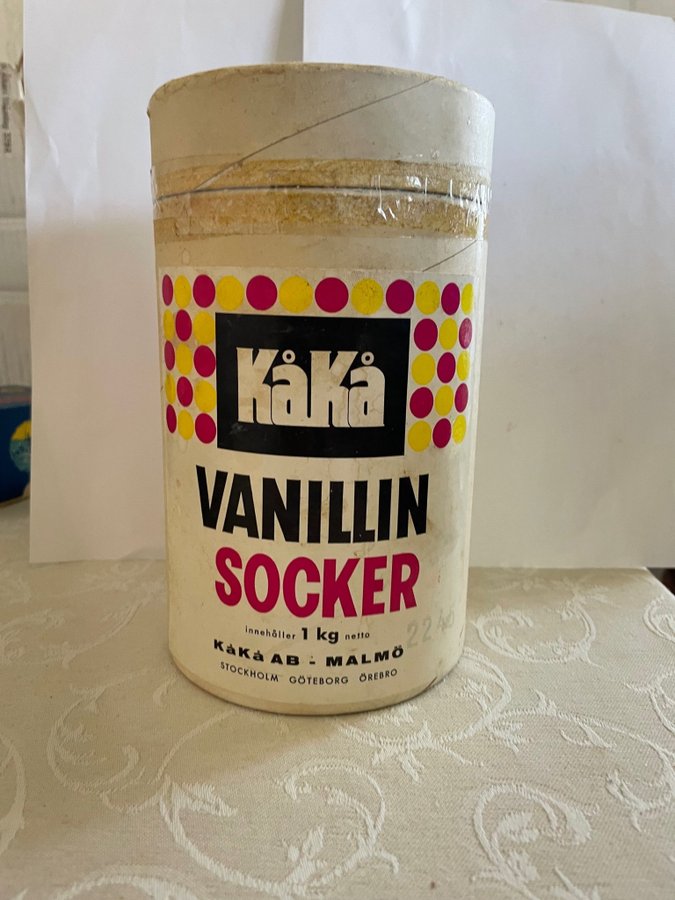 KåKå
VANILLIN
SOCKER
innehåller 1 kg netto
KåKå AB - MALMÖ
STOCKHOLM GÖTEBORG ÖREBRO